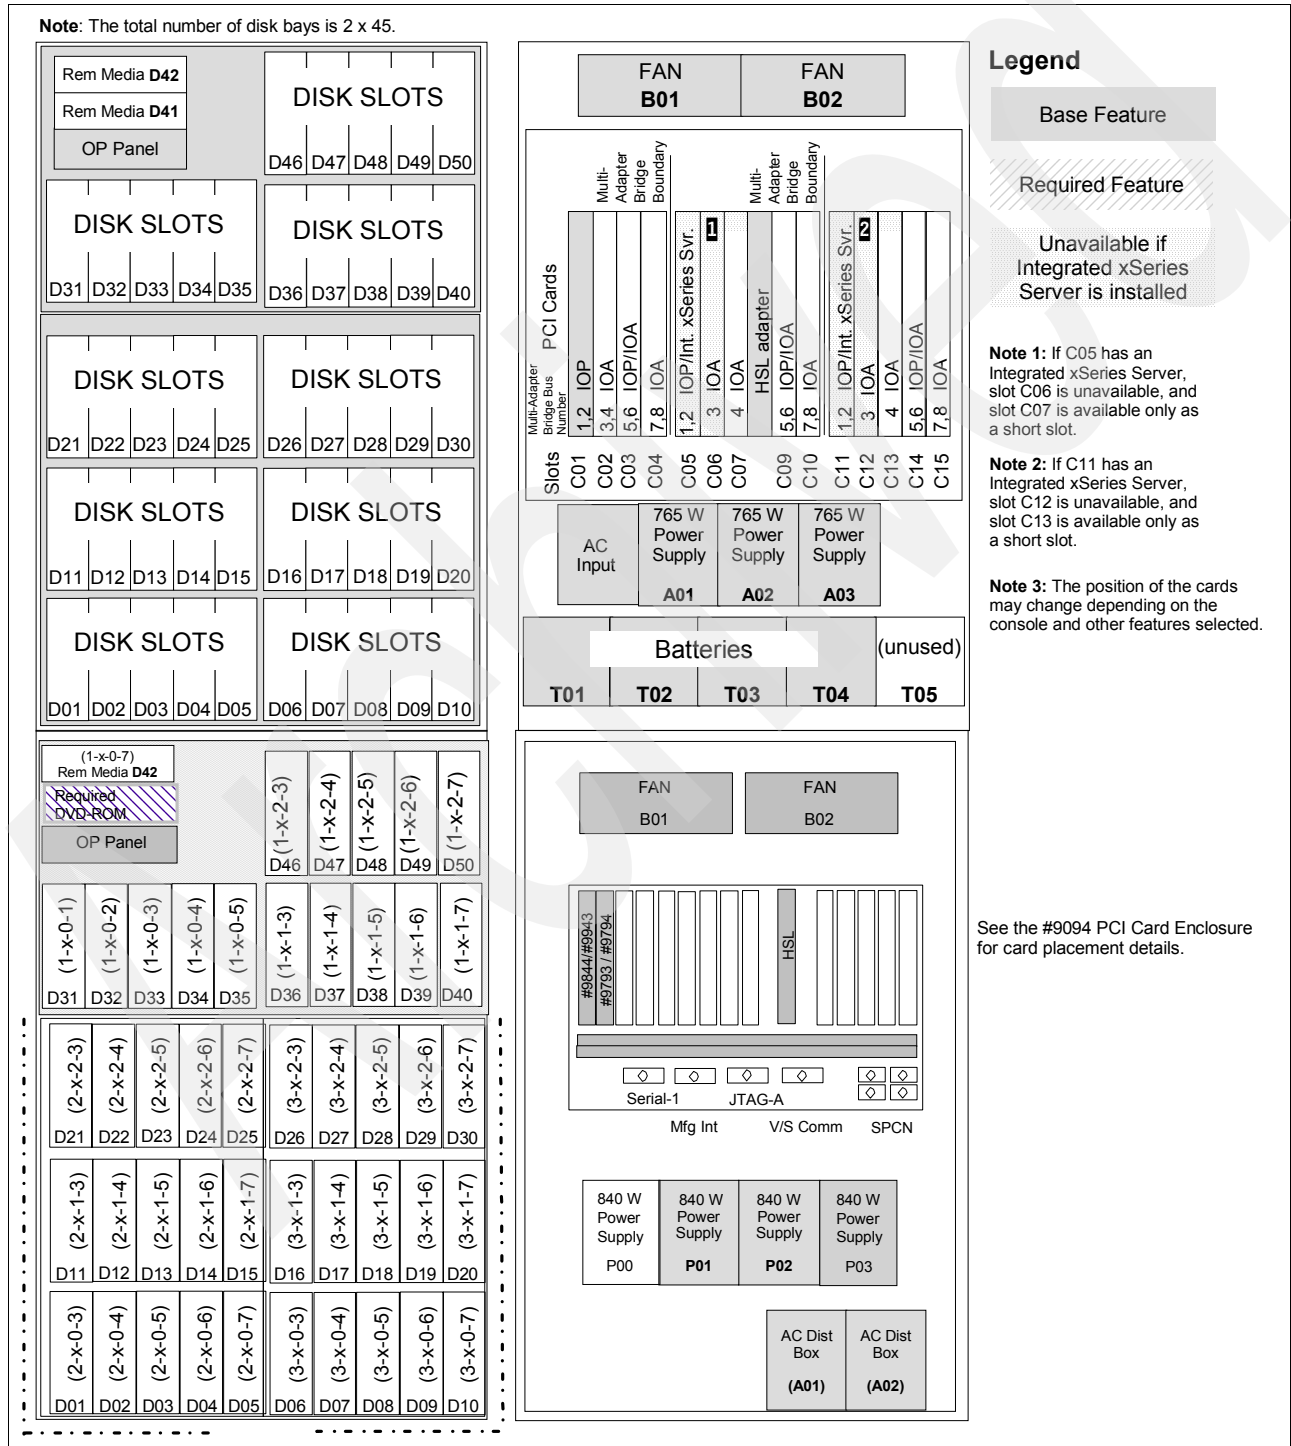 Note: The total number of disk bays is 2 x 45.
Rem Media D42
Rem Media D41
OP Panel
DISK SLOTS
D46 D47 D48 D49 D50
DISK SLOTS
D31 D32 D33 D34 D35
DISK SLOTS
D36 D37 D38 D39 D40
DISK SLOTS
D21 D22 D23 D24 D25
DISK SLOTS
D26 D27 D28 D29 D30
DISK SLOTS
D11 D12 D13 D14 D15
DISK SLOTS
D16 D17 D18 D19 D20
DISK SLOTS
D01 D02 D03 D04 D05
DISK SLOTS
D06 D07 D08 D09 D10
FAN
B01
FAN
B02
Multi-
Adapter
Bridge
Boundary
Multi-
Adapter
Bridge
Boundary
PCI Cards
Multi-Adapter
Bridge Bus
Number
Slots
C01 1,2 IOP
C02 3,4 IOA
C03 5,6 IOP/IOA
C04 7,8 IOA
C05 1,2 IOP/Int. xSeries Svr.
C06 3 IOA 1
C07 4 IOA
HSL adapter
C09 5,6 IOP/IOA
C10 7,8 IOA
C11 1,2 IOP/Int. xSeries Svr.
C12 3 IOA 2
C13 4 IOA
C14 5,6 IOP/IOA
C15 7,8 IOA
AC
Input
765 W
Power
Supply
A01
765 W
Power
Supply
A02
765 W
Power
Supply
A03
Batteries
(unused)
T01 T02 T03 T04 T05
Legend
Base Feature
Required Feature
Unavailable if
Integrated xSeries
Server is installed
Note 1: If C05 has an
Integrated xSeries Server,
slot C06 is unavailable, and
slot C07 is available only as
a short slot.
Note 2: If C11 has an
Integrated xSeries Server,
slot C12 is unavailable, and
slot C13 is available only as
a short slot.
Note 3: The position of the cards
may change depending on the
console and other features selected.
(1-x-0-7)
Rem Media D42
Required
DVD-ROM
OP Panel
(1-x-2-3) (1-x-2-4) (1-x-2-5) (1-x-2-6) (1-x-2-7)
D46 D47 D48 D49 D50
(1-x-0-1) (1-x-0-2) (1-x-0-3) (1-x-0-4) (1-x-0-5)
D31 D32 D33 D34 D35
(1-x-1-3) (1-x-1-4) (1-x-1-5) (1-x-1-6) (1-x-1-7)
D36 D37 D38 D39 D40
(2-x-2-3) (2-x-2-4) (2-x-2-5) (2-x-2-6) (2-x-2-7)
D21 D22 D23 D24 D25
(3-x-2-3) (3-x-2-4) (3-x-2-5) (3-x-2-6) (3-x-2-7)
D26 D27 D28 D29 D30
(2-x-1-3) (2-x-1-4) (2-x-1-5) (2-x-1-6) (2-x-1-7)
D11 D12 D13 D14 D15
(3-x-1-3) (3-x-1-4) (3-x-1-5) (3-x-1-6) (3-x-1-7)
D16 D17 D18 D19 D20
(2-x-0-3) (2-x-0-4) (2-x-0-5) (2-x-0-6) (2-x-0-7)
D01 D02 D03 D04 D05
(3-x-0-3) (3-x-0-4) (3-x-0-5) (3-x-0-6) (3-x-0-7)
D06 D07 D08 D09 D10
FAN
B01
FAN
B02
#9844/#9943
#9793 / #9794
HSL
Serial-1
Mfg Int
JTAG-A
V/S Comm
SPCN
840 W
Power
Supply
P00
840 W
Power
Supply
P01
840 W
Power
Supply
P02
840 W
Power
Supply
P03
AC Dist
Box
(A01)
AC Dist
Box
(A02)
See the #9094 PCI Card Enclosure
for card placement details.
Archived